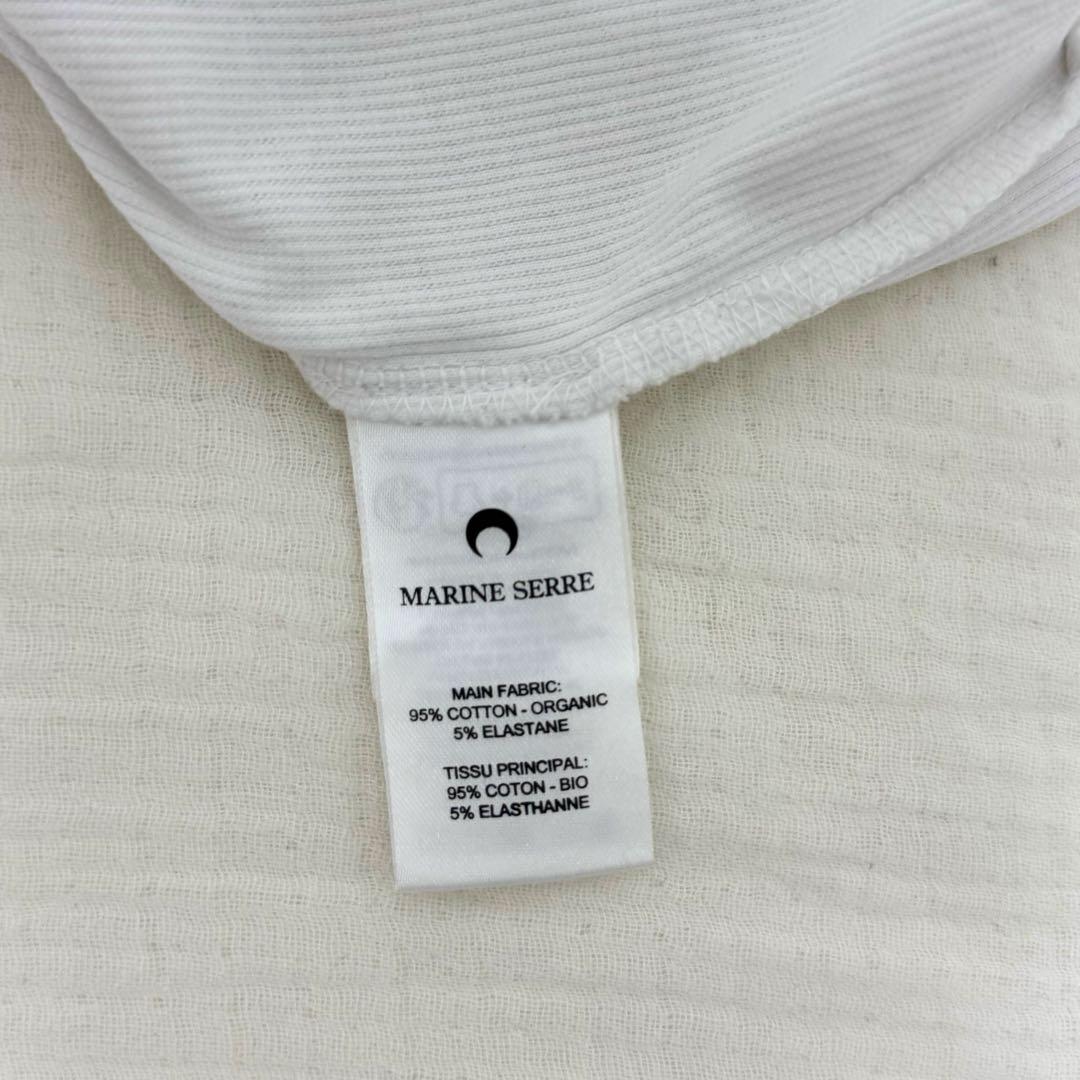 MARINE SERRE
MAIN FABRIC:
95% COTTON - ORGANIC
5% ELASTANE
TISSU PRINCIPAL:
95% COTON - BIO
5% ELASTHANNE